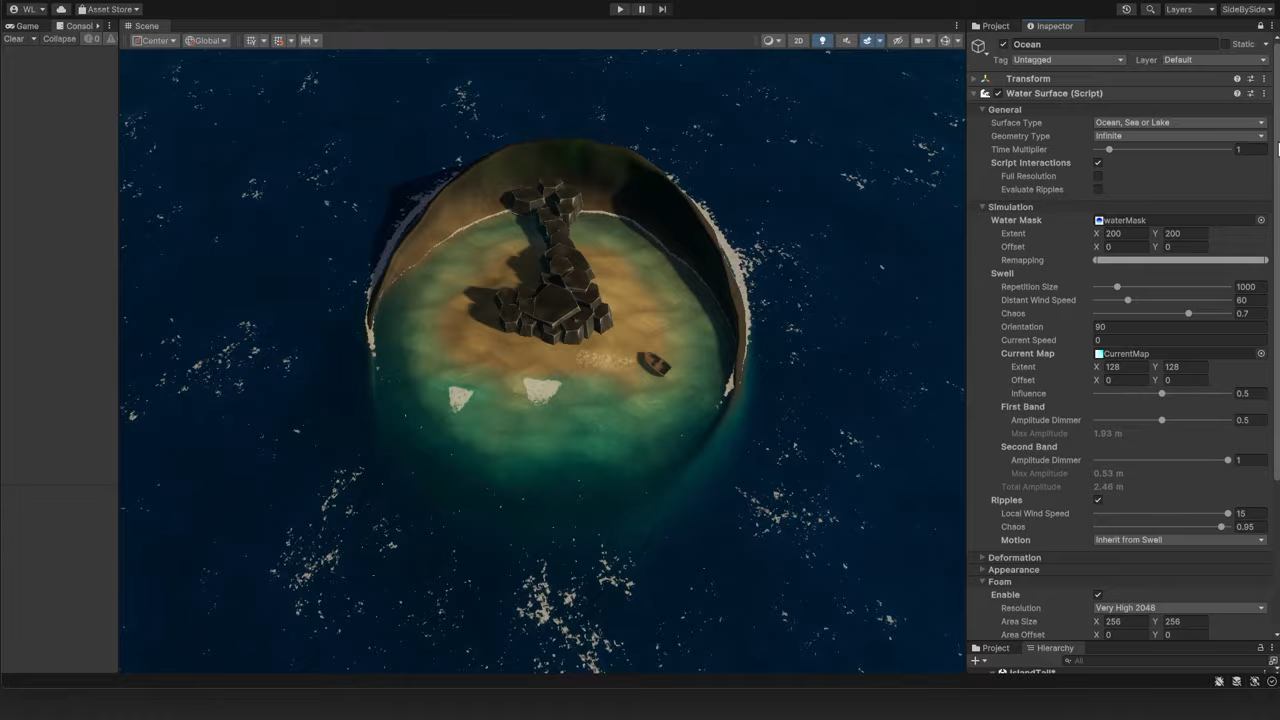 WL Asset Store Layers SideBySide
Game Consol Scene Project Inspector
Clear Collapse 0 Center Global 2D
Ocean Static
Tag Untagged Layer Default
Transform
Water Surface (Script)
General
Surface Type Ocean, Sea or Lake
Geometry Type Infinite
Time Multiplier 1
Script Interactions
Full Resolution
Evaluate Ripples
Simulation
Water Mask waterMask
Extent X 200 Y 200
Offset X 0 Y 0
Remapping
Swell
Repetition Size 1000
Distant Wind Speed 60
Chaos 0.7
Orientation 90
Current Speed 0
Current Map CurrentMap
Extent X 128 Y 128
Offset X 0 Y 0
Influence 0.5
First Band
Amplitude Dimmer 0.5
Max Amplitude 1.93 m
Second Band
Amplitude Dimmer 1
Max Amplitude 0.53 m
Total Amplitude 2.46 m
Ripples
Local Wind Speed 15
Chaos 0.95
Motion Inherit from Swell
Deformation
Appearance
Foam
Enable
Resolution Very High 2048
Area Size X 256 Y 256
Area Offset X 0 Y 0
Project Hierarchy
All